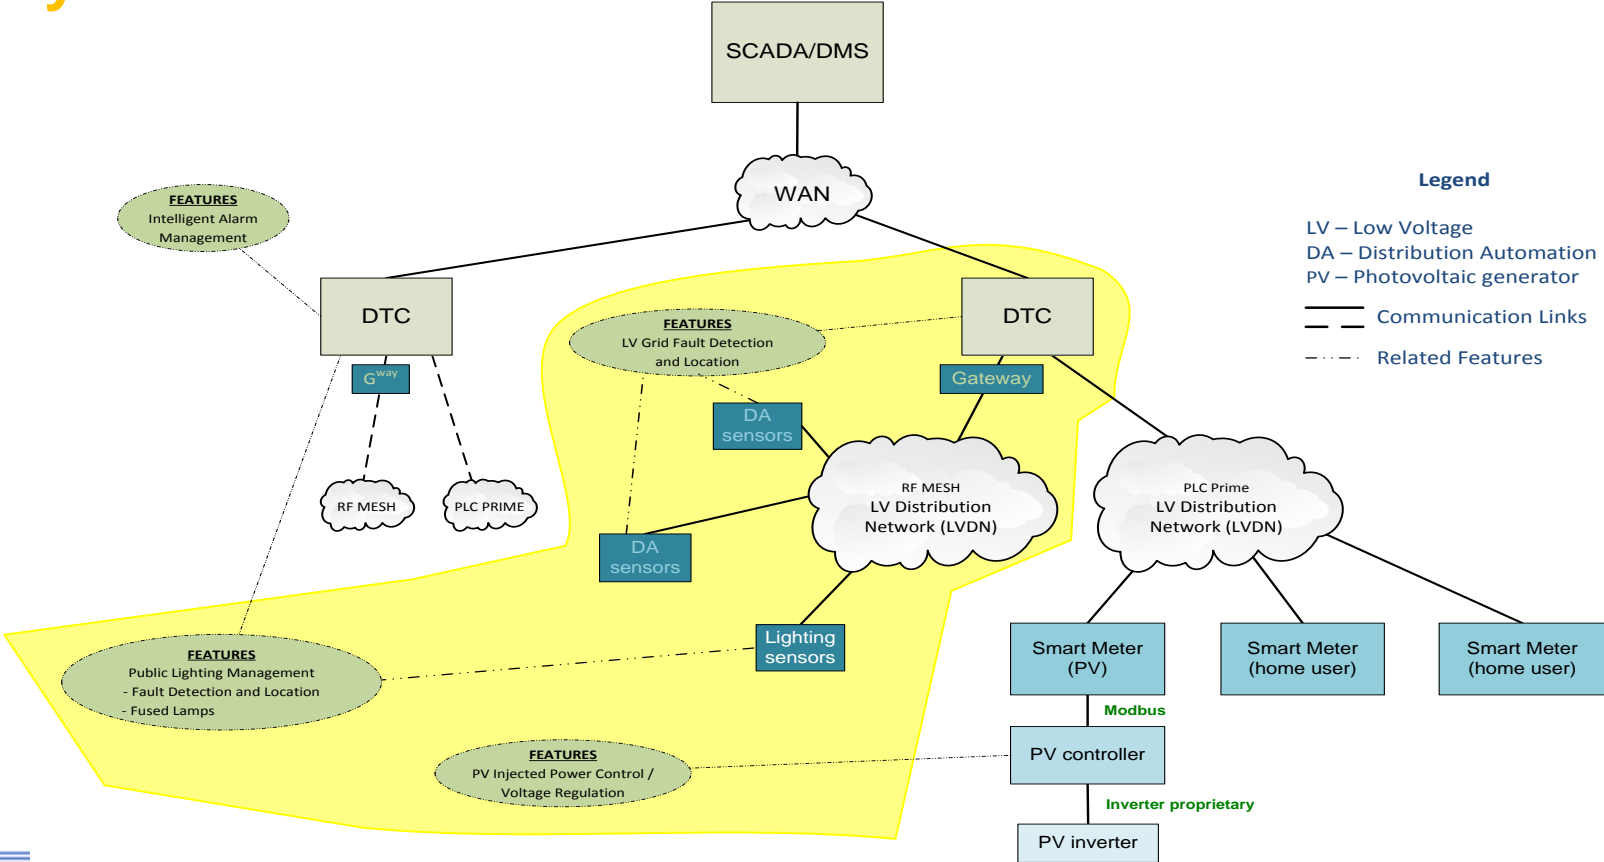 SCADA/DMS
WAN
Legend
LV – Low Voltage
DA – Distribution Automation
PV – Photovoltaic generator
Communication Links
Related Features
FEATURES
Intelligent Alarm
Management
DTC
DTC
FEATURES
LV Grid Fault Detection
and Location
Gway
Gateway
DA
sensors
RF MESH
PLC PRIME
RF MESH
LV Distribution
Network (LVDN)
PLC Prime
LV Distribution
Network (LVDN)
DA
sensors
Lighting
sensors
Smart Meter
(PV)
Smart Meter
(home user)
Smart Meter
(home user)
FEATURES
Public Lighting Management
- Fault Detection and Location
- Fused Lamps
Modbus
FEATURES
PV Injected Power Control /
Voltage Regulation
PV controller
Inverter proprietary
PV inverter